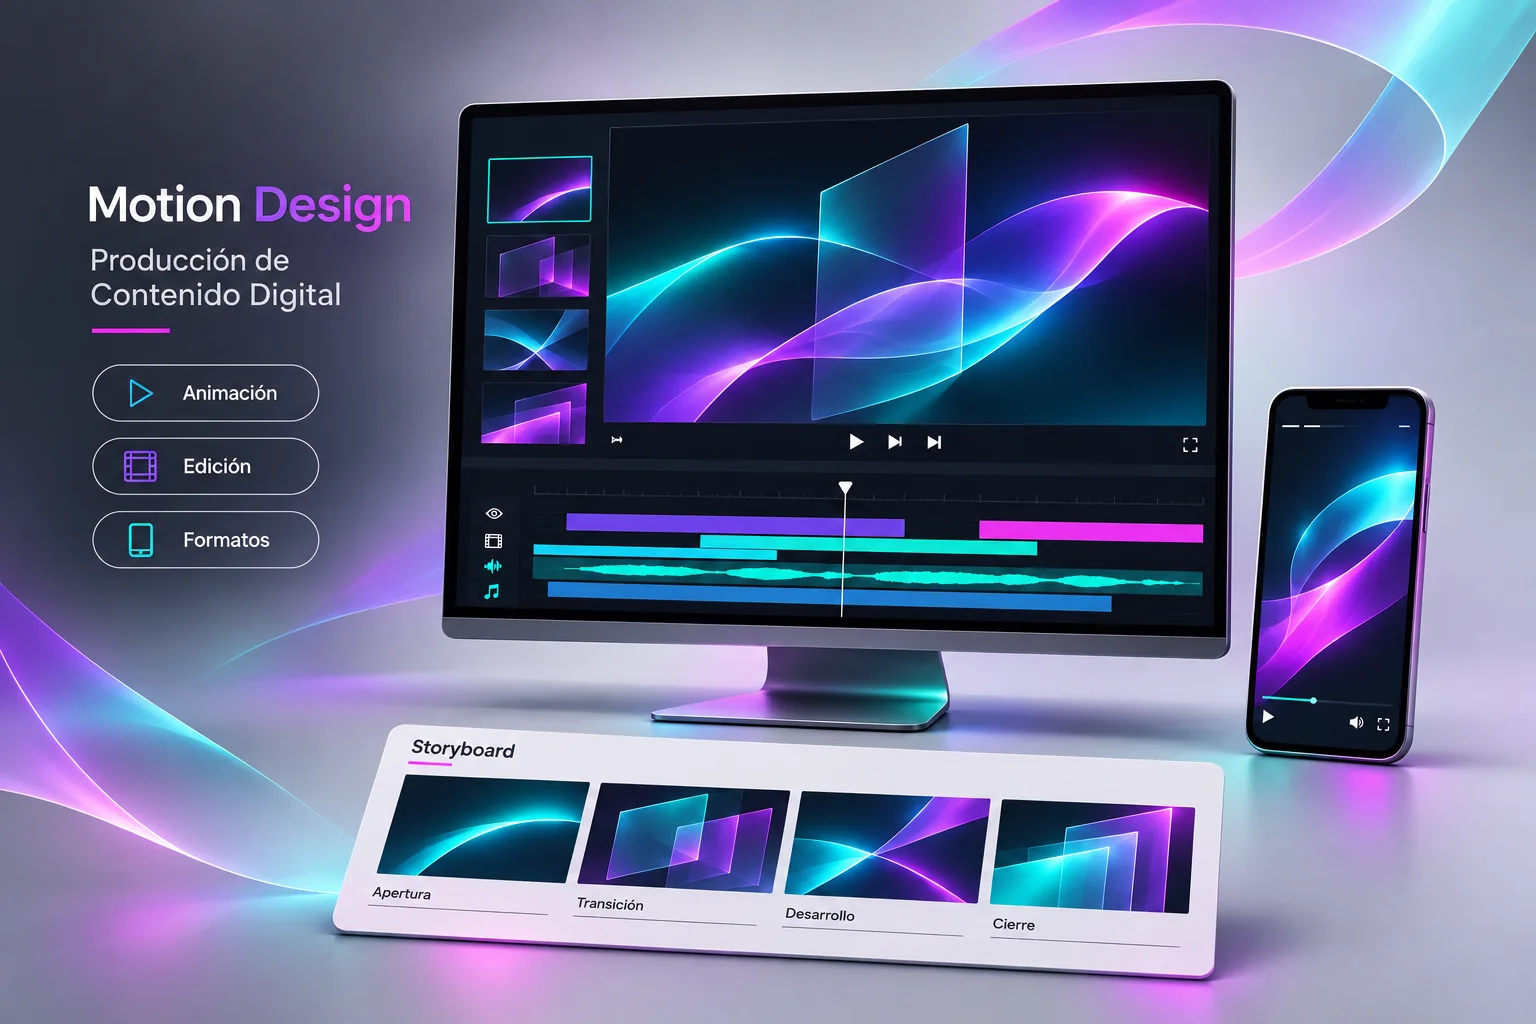 Motion Design
Producción de
Contenido Digital
Animación
Edición
Formatos
Storyboard
Apertura
Transición
Desarrollo
Cierre